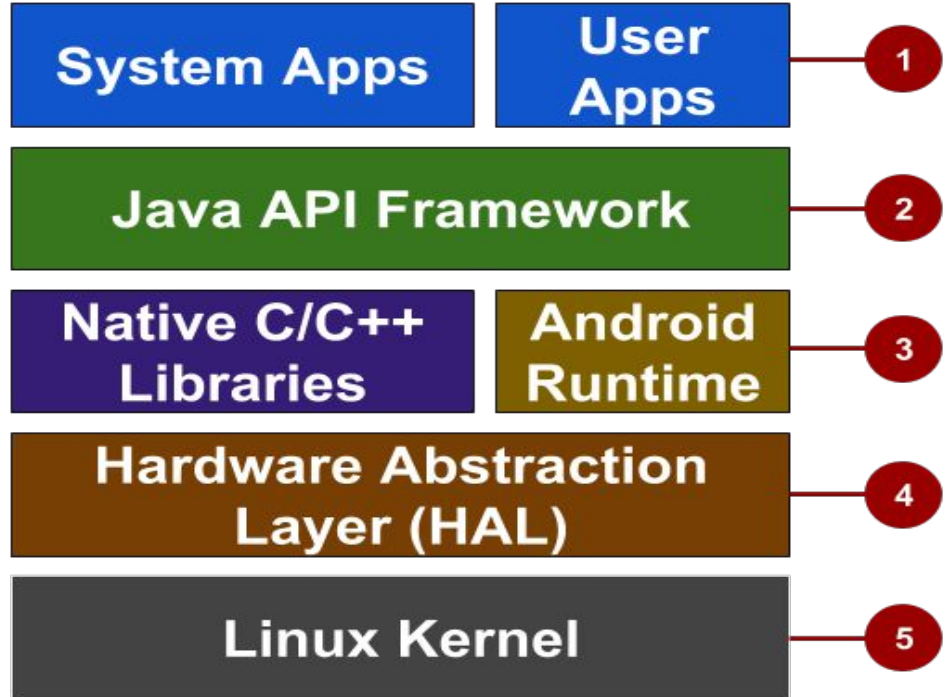 System Apps
User
Apps
1
Java API Framework
2
Native C/C++
Libraries
Android
Runtime
3
Hardware Abstraction
Layer (HAL)
4
Linux Kernel
5